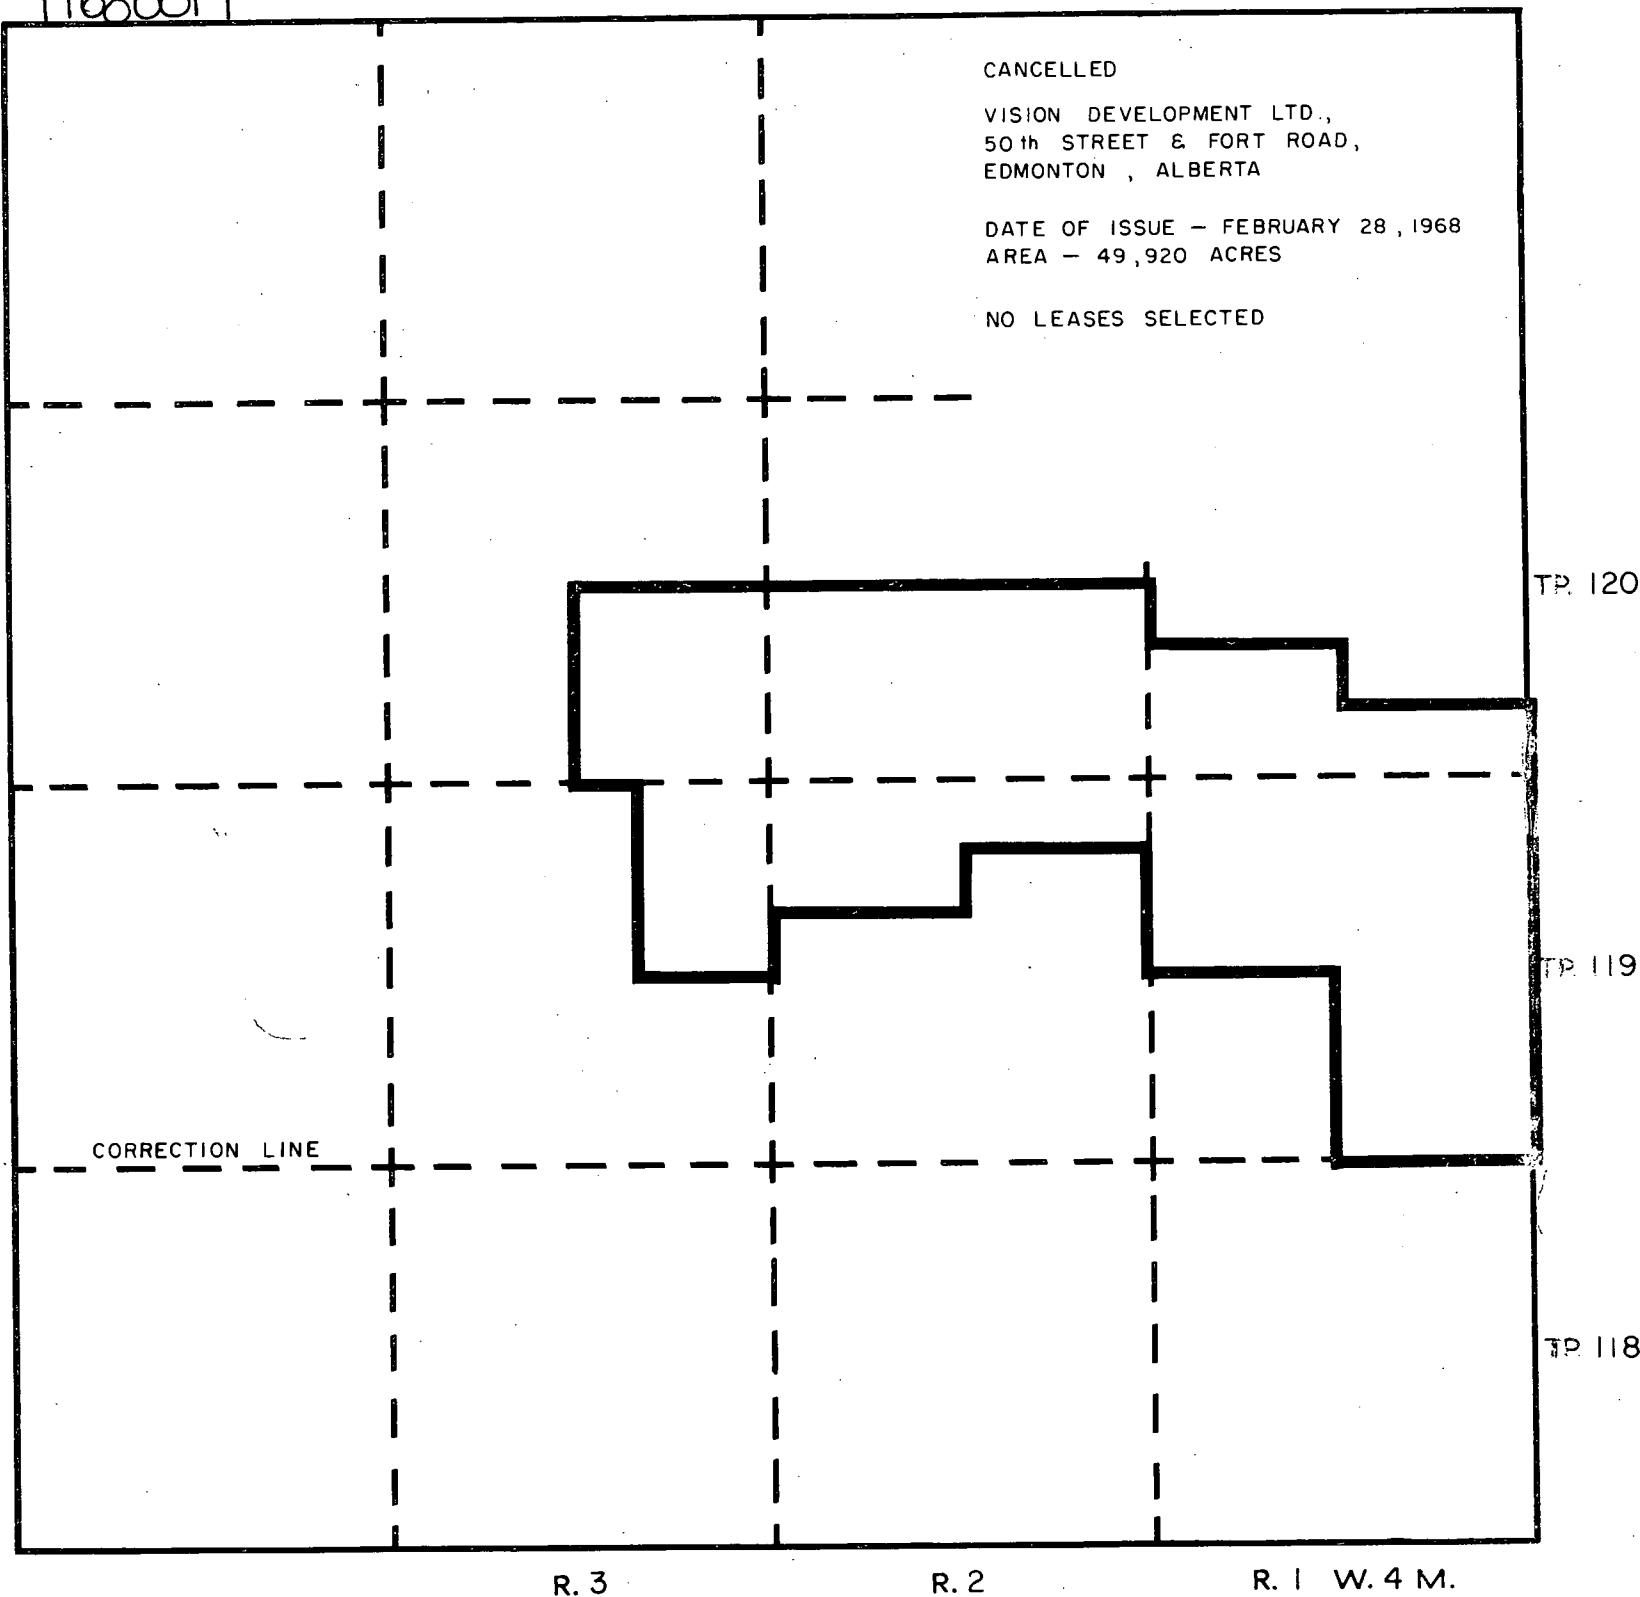 CANCELLED
VISION DEVELOPMENT LTD.,
50th STREET & FORT ROAD,
EDMONTON , ALBERTA
DATE OF ISSUE — FEBRUARY 28, 1968
AREA — 49,920 ACRES
NO LEASES SELECTED
TP. 120
TP. 119
CORRECTION LINE
TP. 118
R. 3 R. 2 R. 1 W. 4 M.